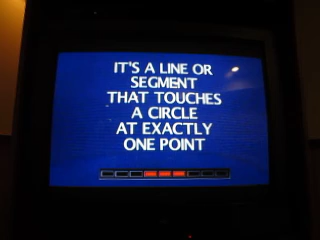 IT'S A LINE OR
SEGMENT
THAT TOUCHES
A CIRCLE
AT EXACTLY
ONE POINT